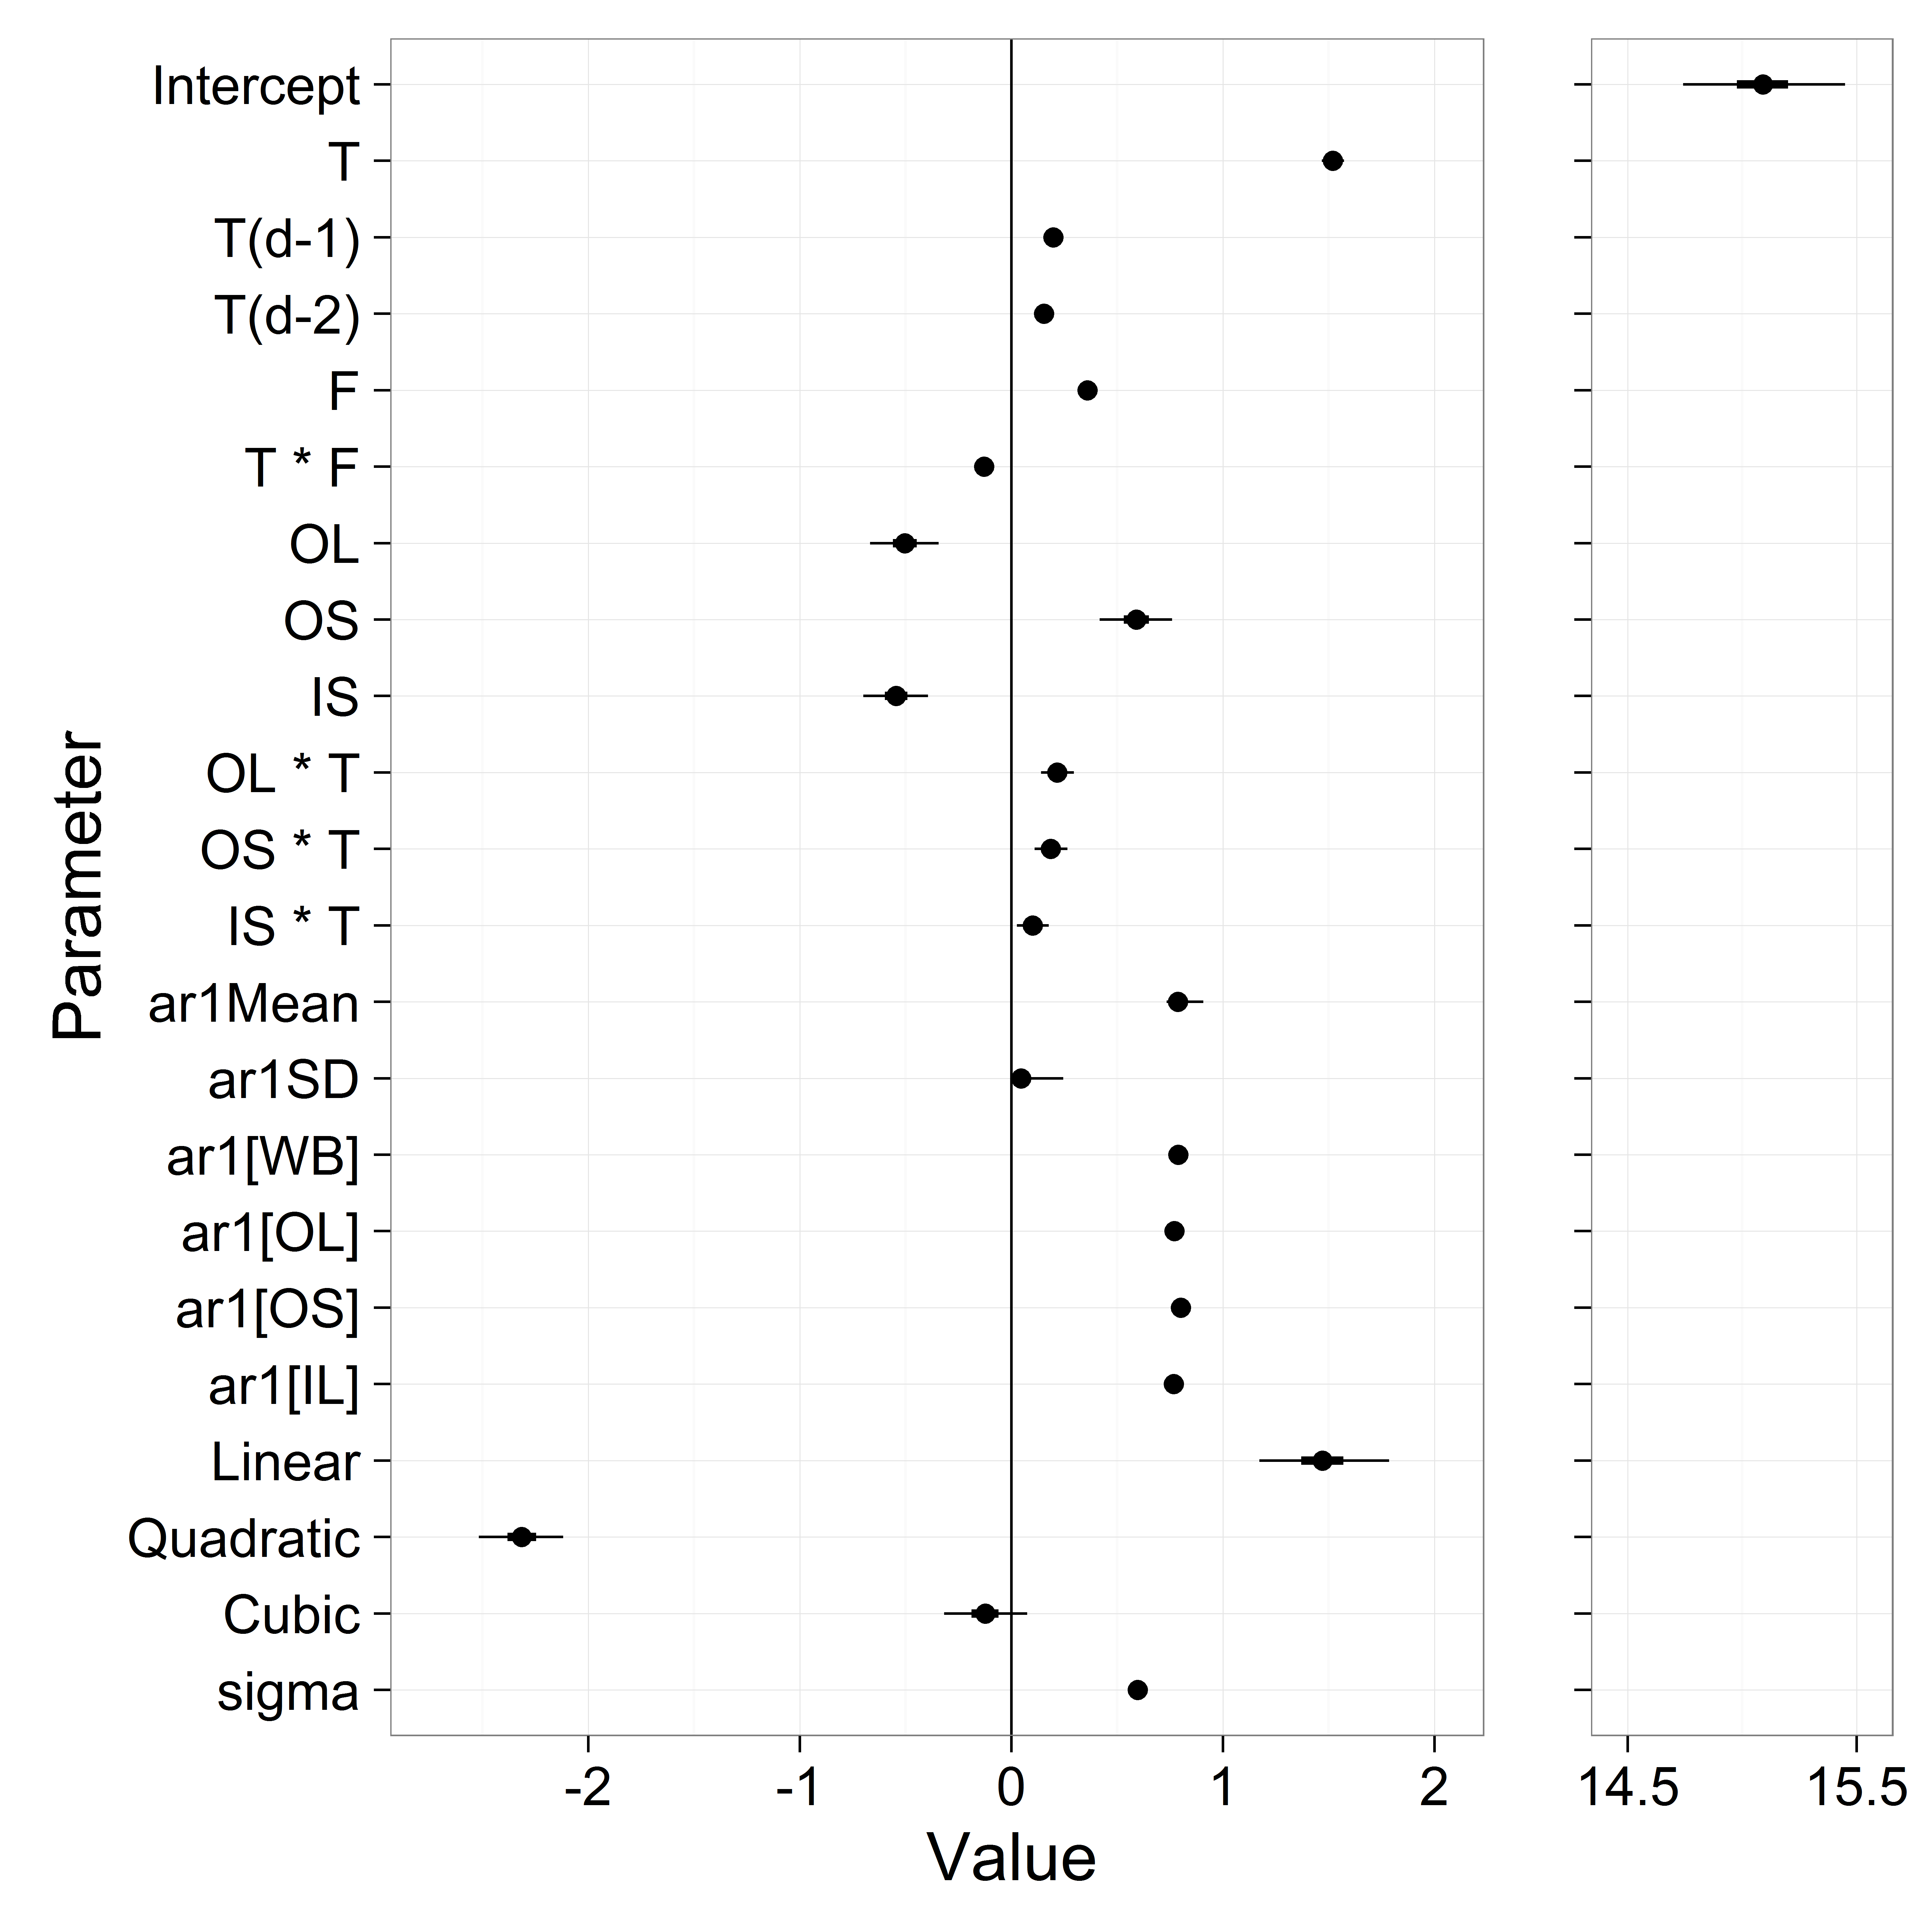 Intercept
T
T(d-1)
T(d-2)
F
T * F
OL
OS
IS
OL * T
OS * T
IS * T
ar1Mean
ar1SD
ar1[WB]
ar1[OL]
ar1[OS]
ar1[IL]
Linear
Quadratic
Cubic
sigma
Parameter
-2 -1 0 1 2 14.5 15.5
Value